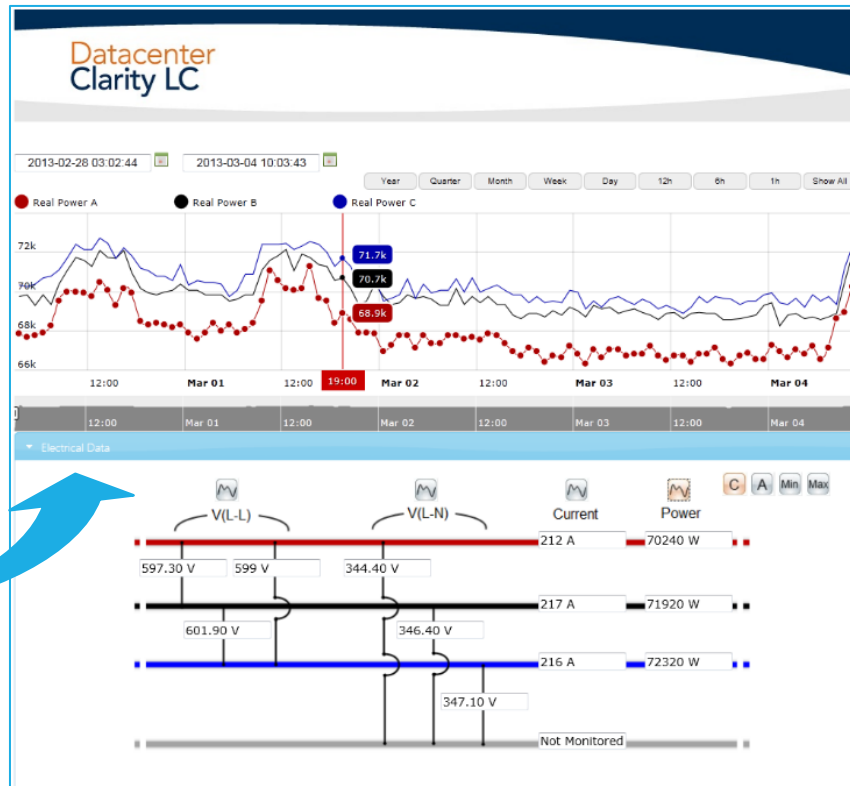 Datacenter
Clarity LC
2013-02-28 03:02:44 2013-03-04 10:03:43
Year Quarter Month Week Day 12h 6h 1h Show All
Real Power A Real Power B Real Power C
72k
71.7k
70.7k
70k
68.9k
68k
66k
12:00 Mar 01 12:00 19:00 Mar 02 12:00 Mar 03 12:00 Mar 04
12:00 Mar 01 12:00 Mar 02 12:00 Mar 03 12:00 Mar 04
Electrical Data
C A Min Max
V(L-L) V(L-N) Current Power
212 A 70240 W
597.30 V 599 V 344.40 V
217 A 71920 W
601.90 V 346.40 V
216 A 72320 W
347.10 V
Not Monitored